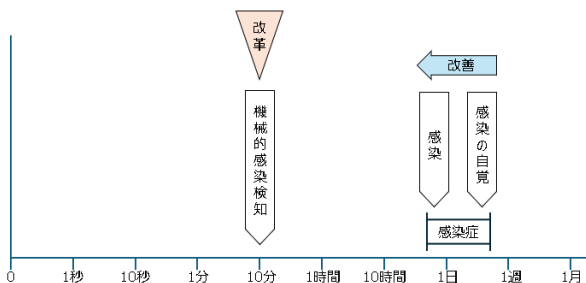 改革
改善
機械的感染検知
感染
感染の自覚
感染症
0 1秒 10秒 1分 10分 1時間 10時間 1日 1週 1月